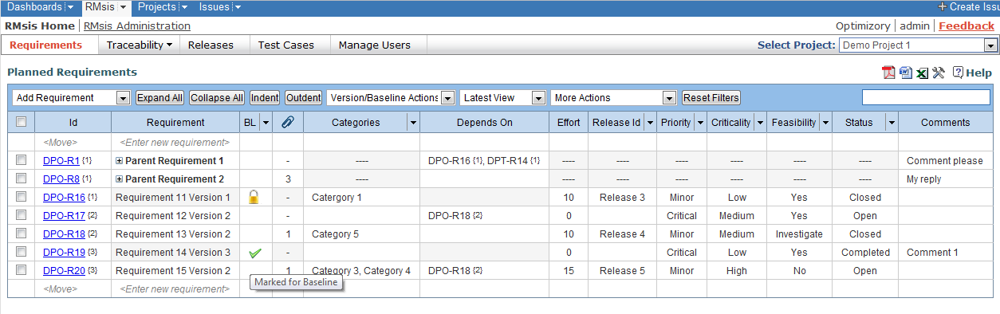 Dashboards RMsis Projects Issues + Create Issu
RMsis Home | RMsis Administration Optimizory | admin | Feedback
Requirements Traceability Releases Test Cases Manage Users Select Project: Demo Project 1
Planned Requirements Help
Add Requirement Expand All Collapse All Indent Outdent Version/Baseline Actions Latest View More Actions Reset Filters
Id Requirement BL Categories Depends On Effort Release Id Priority Criticality Feasibility Status Comments
<Move> <Enter new requirement>
DPO-R1 {1} Parent Requirement 1 - ---- DPO-R16 {1}, DPT-R14 {1} ---- ---- ---- ---- ---- ---- Comment please
DPO-R8 {1} Parent Requirement 2 3 ---- ---- ---- ---- ---- ---- ---- My reply
DPO-R16 {1} Requirement 11 Version 1 - Catergory 1 10 Release 3 Minor Low Yes Closed
DPO-R17 {2} Requirement 12 Version 2 - DPO-R18 {2} 0 Critical Medium Yes Open
DPO-R18 {2} Requirement 13 Version 2 1 Category 5 10 Release 4 Minor Medium Investigate Closed
DPO-R19 {3} Requirement 14 Version 3 - 0 Critical Low Yes Completed Comment 1
DPO-R20 {3} Requirement 15 Version 2 1 Category 3, Category 4 DPO-R18 {2} 15 Release 5 Minor High No Open
Marked for Baseline
<Move> <Enter new requirement>